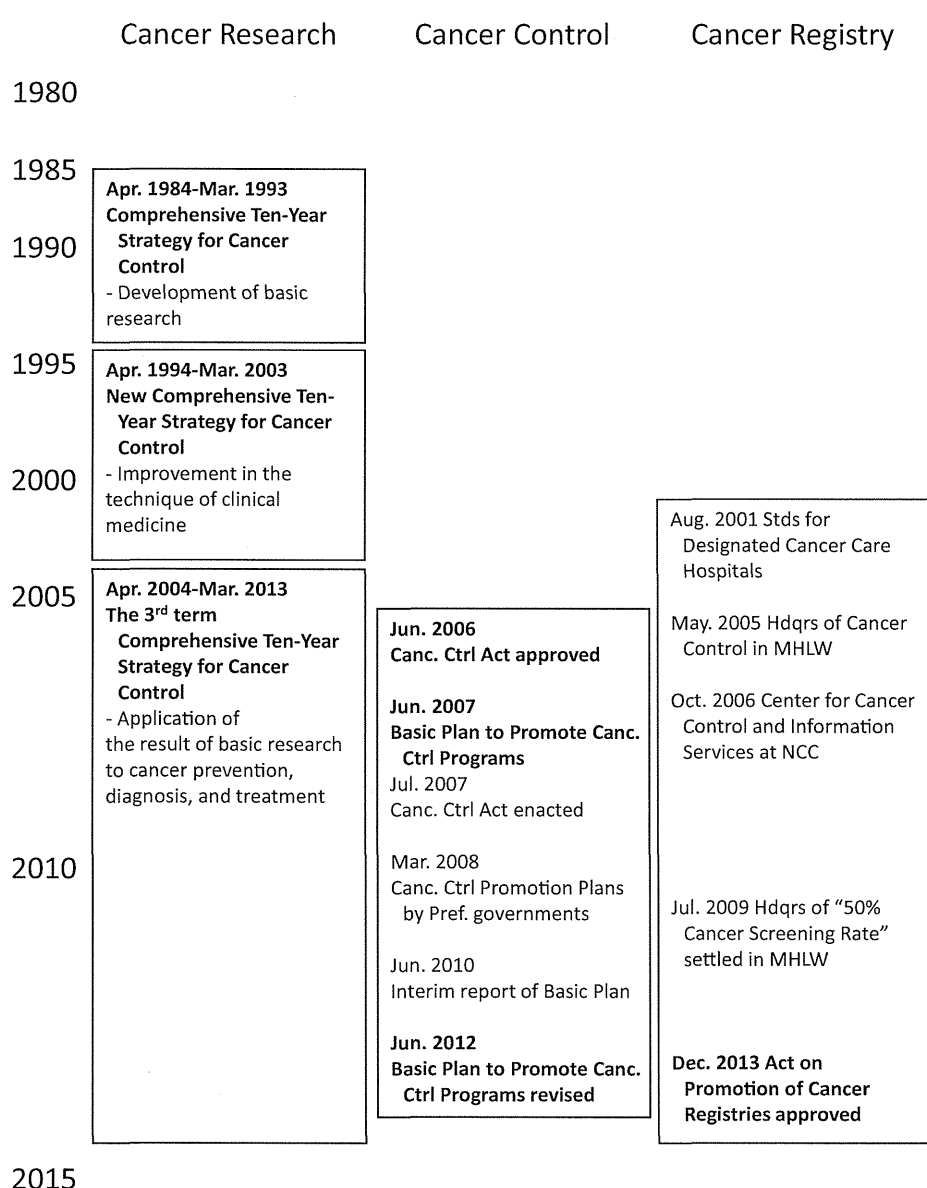 Cancer Research
Cancer Control
Cancer Registry
1980
1985
1990
1995
2000
2005
2010
2015
Apr. 1984-Mar. 1993
Comprehensive Ten-Year
Strategy for Cancer
Control
- Development of basic
research
Apr. 1994-Mar. 2003
New Comprehensive Ten-
Year Strategy for Cancer
Control
- Improvement in the
technique of clinical
medicine
Apr. 2004-Mar. 2013
The 3rd term
Comprehensive Ten-Year
Strategy for Cancer
Control
- Application of
the result of basic research
to cancer prevention,
diagnosis, and treatment
Jun. 2006
Canc. Ctrl Act approved
Jun. 2007
Basic Plan to Promote Canc.
Ctrl Programs
Jul. 2007
Canc. Ctrl Act enacted
Mar. 2008
Canc. Ctrl Promotion Plans
by Pref. governments
Jun. 2010
Interim report of Basic Plan
Jun. 2012
Basic Plan to Promote Canc.
Ctrl Programs revised
Aug. 2001 Stds for
Designated Cancer Care
Hospitals
May. 2005 Hdqrs of Cancer
Control in MHLW
Oct. 2006 Center for Cancer
Control and Information
Services at NCC
Jul. 2009 Hdqrs of “50%
Cancer Screening Rate”
settled in MHLW
Dec. 2013 Act on
Promotion of Cancer
Registries approved